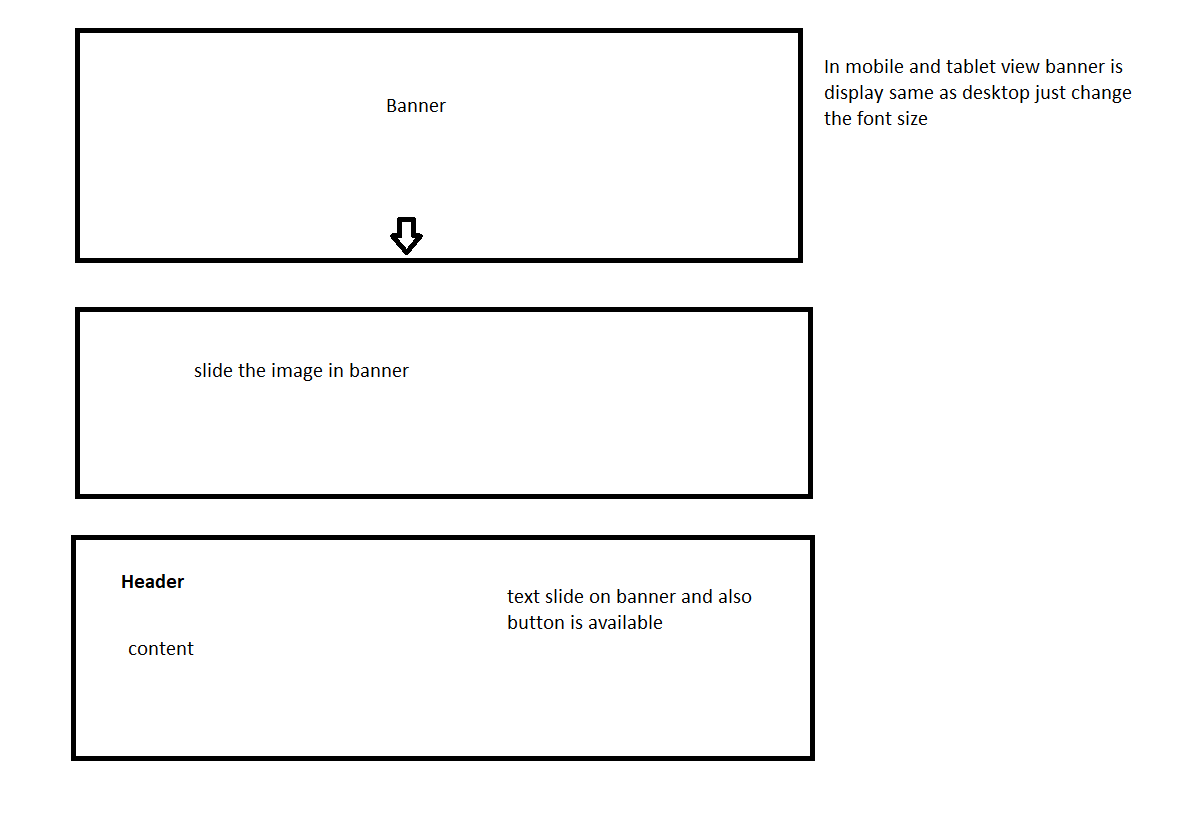 In mobile and tablet view banner is
display same as desktop just change
the font size
Banner
slide the image in banner
Header
text slide on banner and also
button is available
content